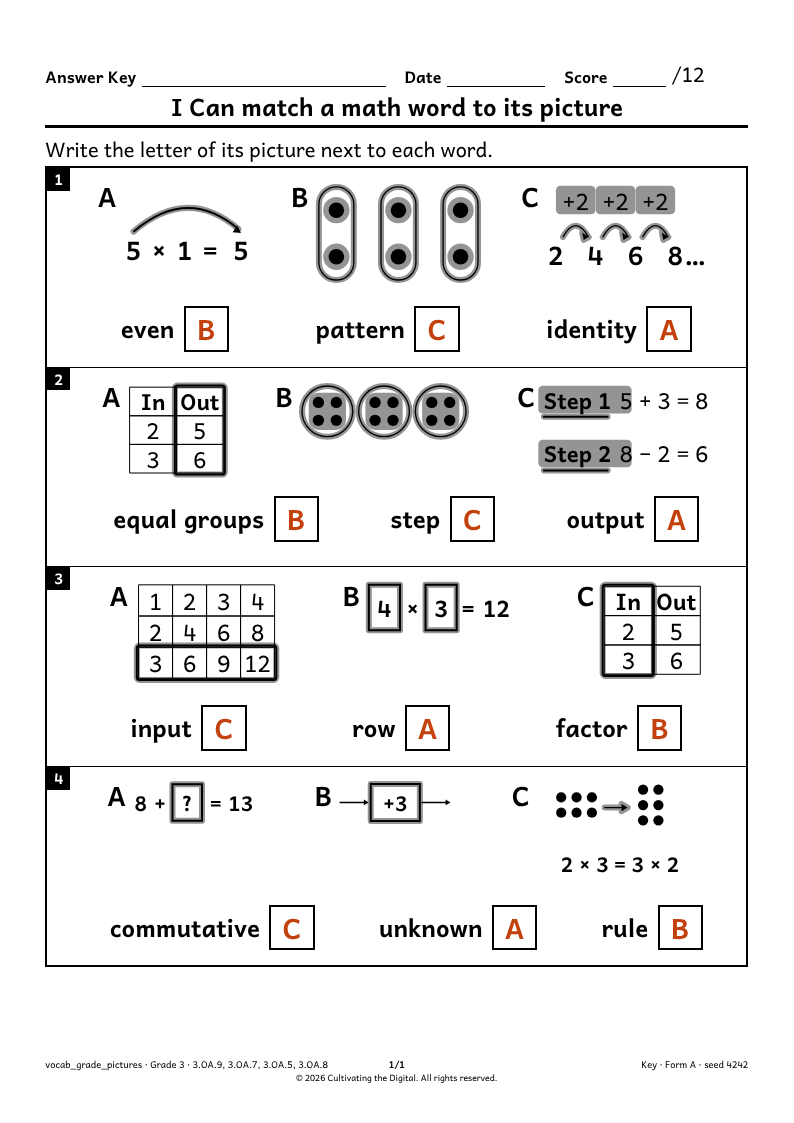 Answer Key ____ Date ____ Score ____ /12
I Can match a math word to its picture
Write the letter of its picture next to each word.
1
A
5 × 1 = 5
B
C
+2 +2 +2
2 4 6 8...
even B pattern C identity A
2
A
In Out
2 5
3 6
B
C
Step 1 5 + 3 = 8
Step 2 8 − 2 = 6
equal groups B step C output A
3
A
1 2 3 4
2 4 6 8
3 6 9 12
B
4 × 3 = 12
C
In Out
2 5
3 6
input C row A factor B
4
A 8 + ? = 13
B +3
C
2 × 3 = 3 × 2
commutative C unknown A rule B
vocab_grade_pictures · Grade 3 · 3.OA.9, 3.OA.7, 3.OA.5, 3.OA.8 1/1 Key · Form A · seed 4242
© 2026 Cultivating the Digital. All rights reserved.